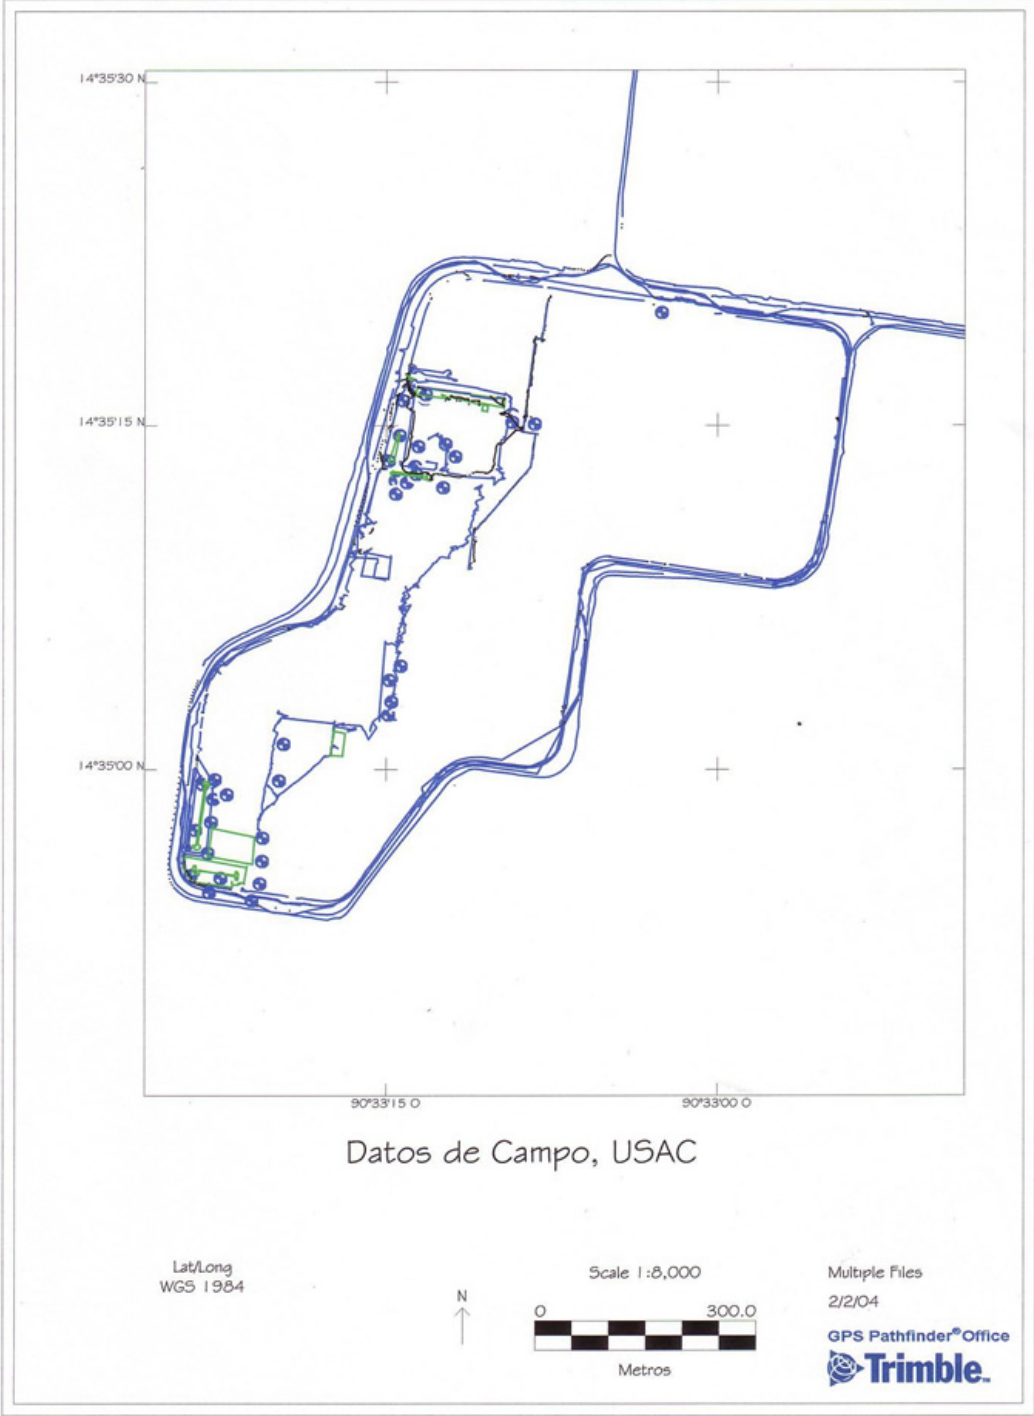 14°35'30 N
14°35'15 N
14°35'00 N
90°33'15 O
90°33'00 O
Datos de Campo, USAC
Lat/Long
WGS 1984
N
Scale 1:8,000
0 300.0
Metros
Multiple Files
2/2/04
GPS Pathfinder® Office
Trimble™